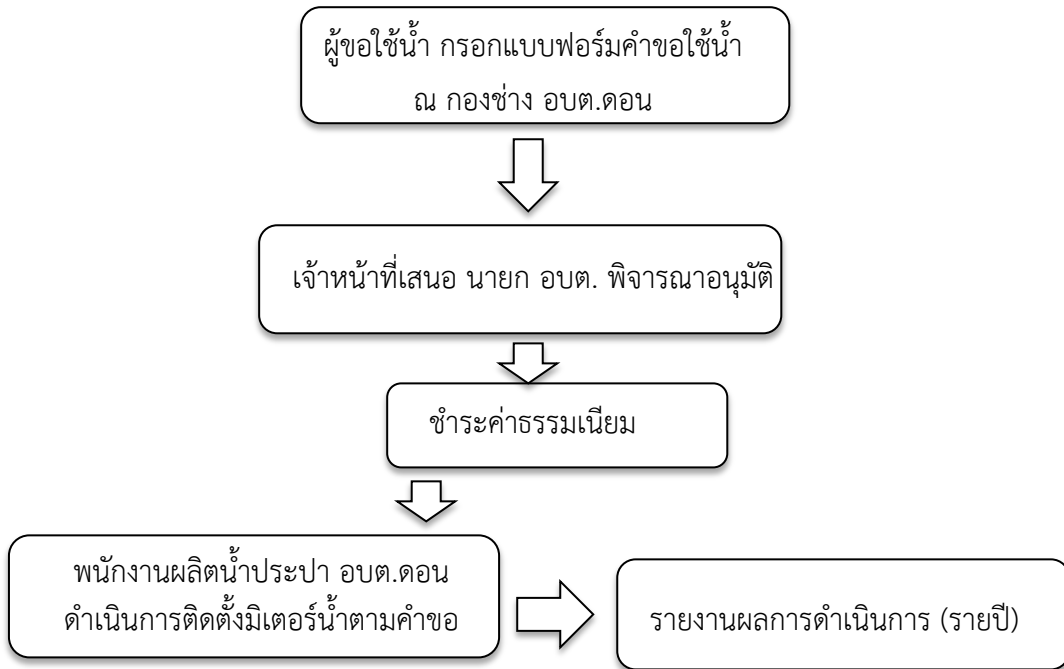 ผู้ขอใช้น้ำ กรอกแบบฟอร์มคำขอใช้น้ำ
ณ กองช่าง อบต.ดอน
เจ้าหน้าที่เสนอ นายก อบต. พิจารณาอนุมัติ
ชำระค่าธรรมเนียม
พนักงานผลิตน้ำประปา อบต.ดอน
ดำเนินการติดตั้งมิเตอร์น้ำตามคำขอ
รายงานผลการดำเนินการ (รายปี)